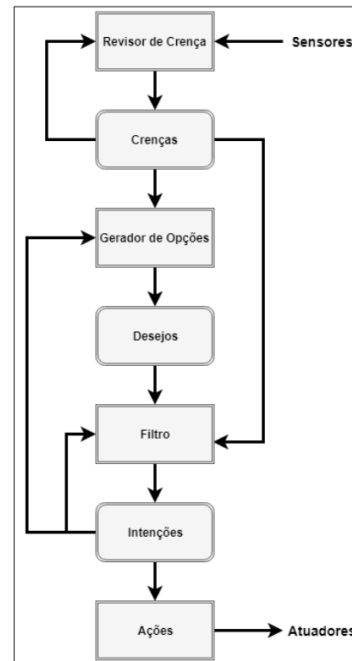 Revisor de Crença
Sensores
Crenças
Gerador de Opções
Desejos
Filtro
Intenções
Ações
Atuadores